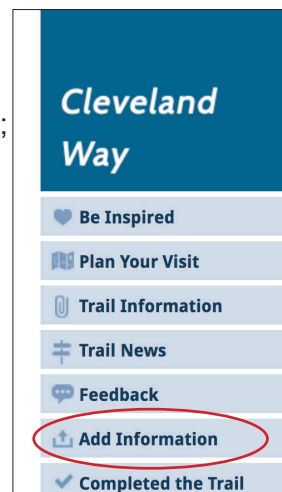 ;
Cleveland
Way
Be Inspired
Plan Your Visit
Trail Information
Trail News
Feedback
Add Information
Completed the Trail